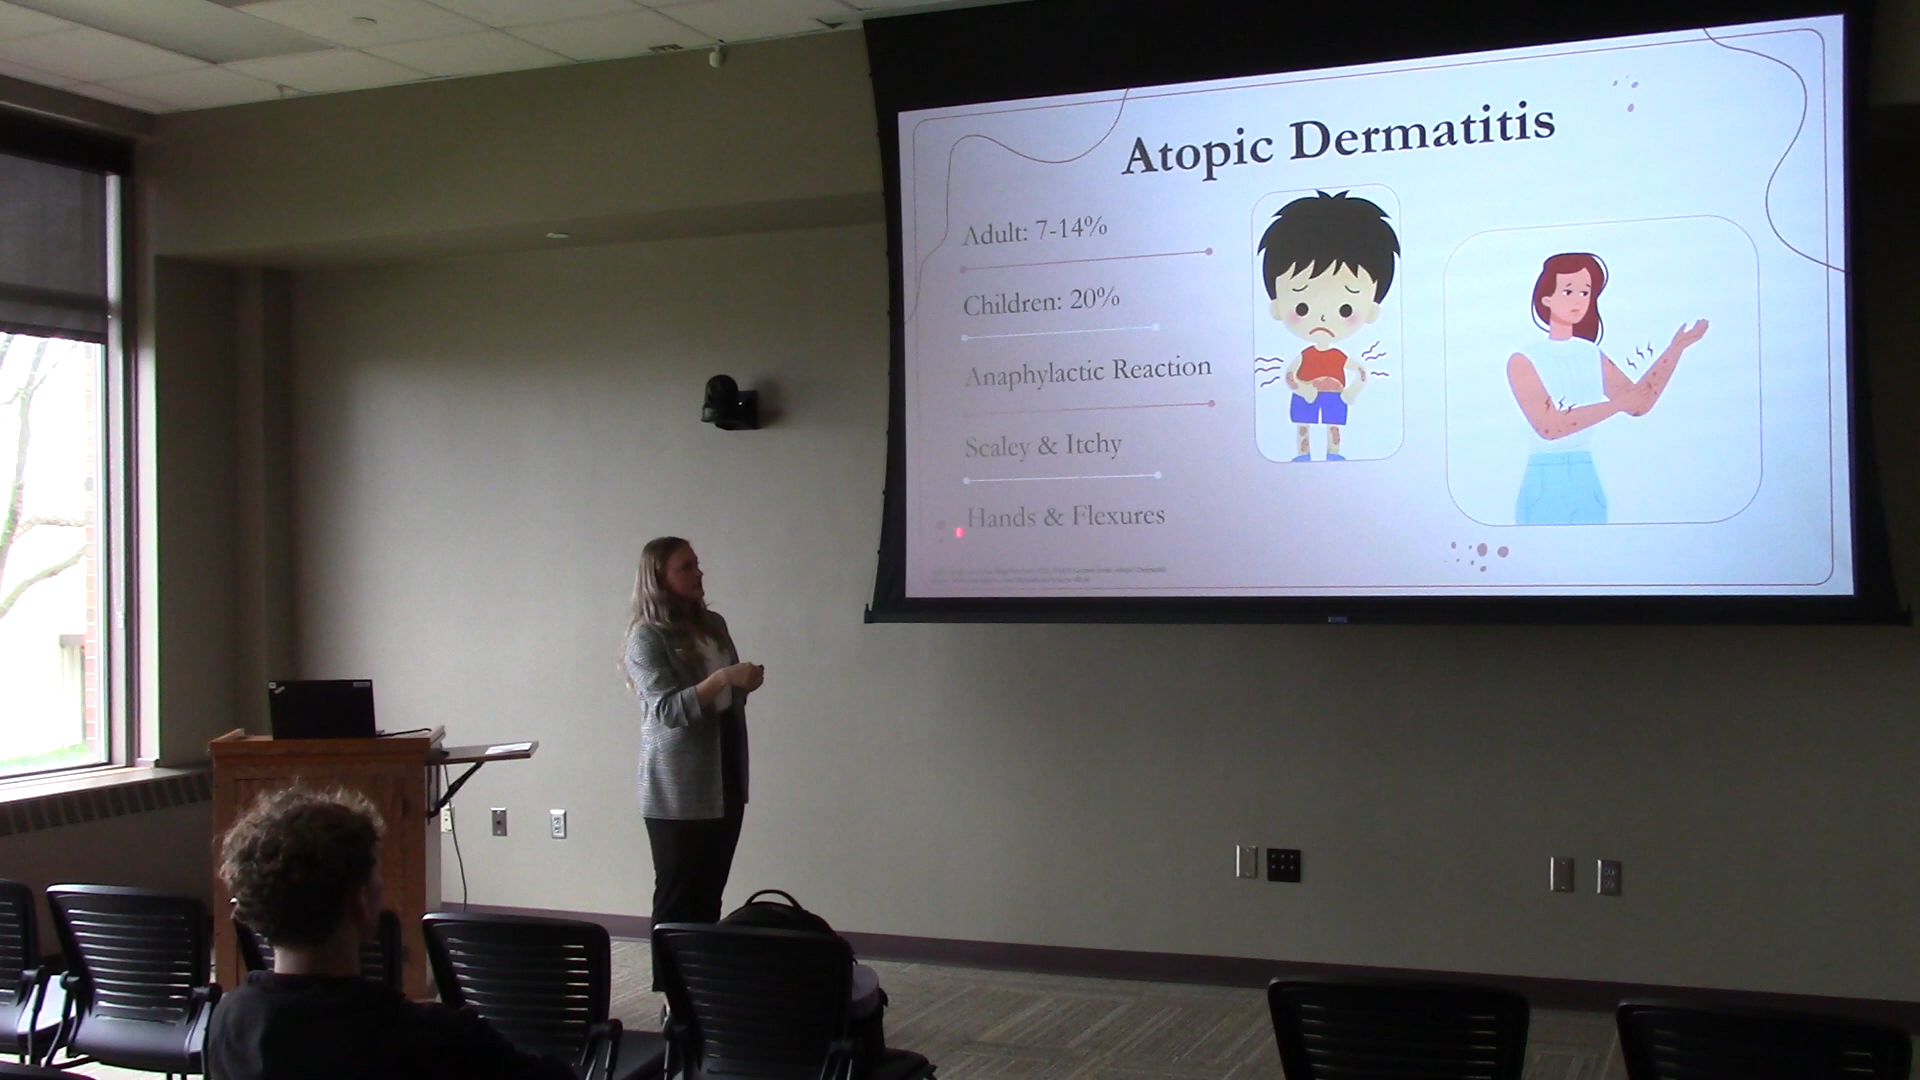 Atopic Dermatitis
Adult: 7-14%
Children: 20%
Anaphylactic Reaction
Scaley & Itchy
Hands & Flexures